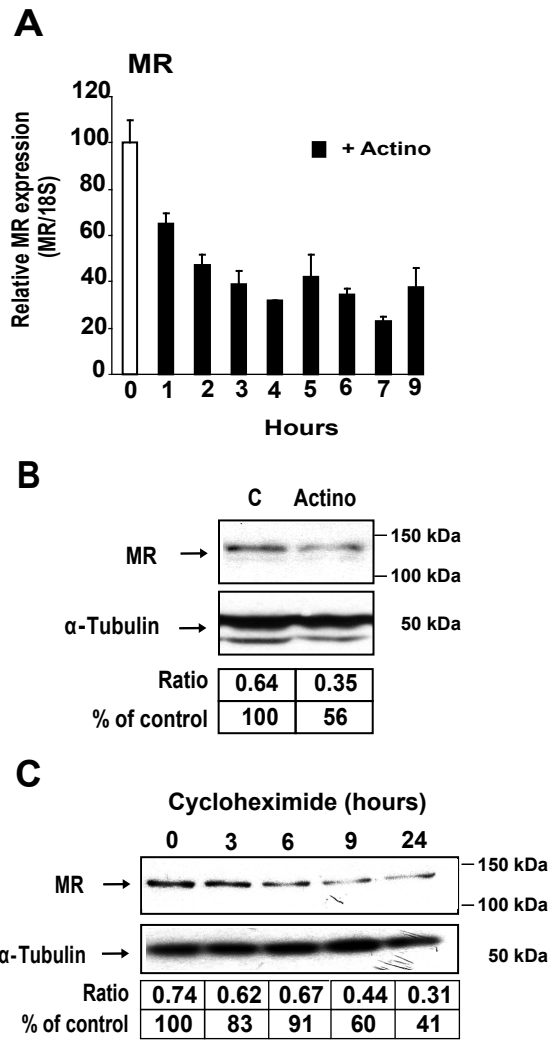 A
MR
120
100
80
60
40
20
0
Relative MR expression
(MR/18S)
+ Actino
0 1 2 3 4 5 6 7 9
Hours
B
C Actino
MR
150 kDa
100 kDa
α-Tubulin
50 kDa
Ratio 0.64 0.35
% of control 100 56
C
Cycloheximide (hours)
0 3 6 9 24
MR
150 kDa
100 kDa
α-Tubulin
50 kDa
Ratio 0.74 0.62 0.67 0.44 0.31
% of control 100 83 91 60 41